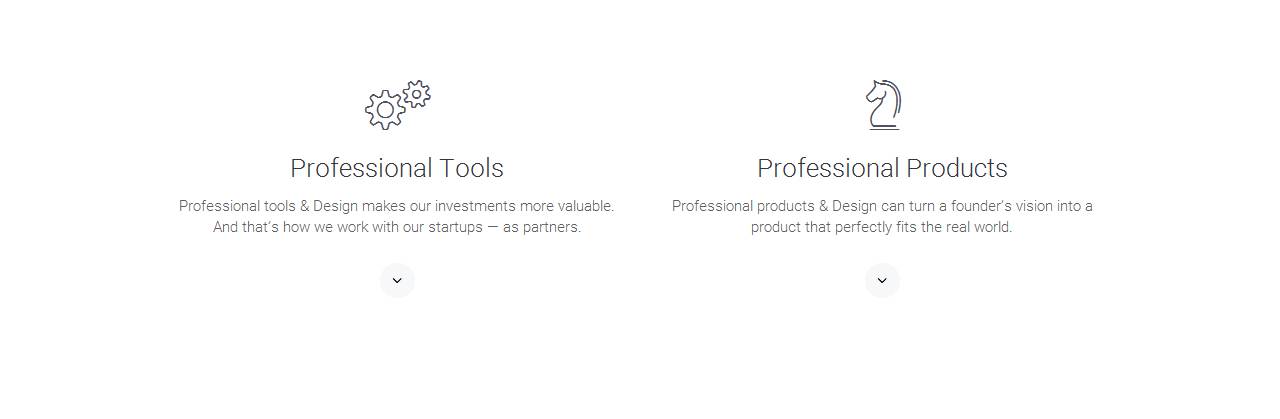 Professional Tools
Professional tools & Design makes our investments more valuable.
And that's how we work with our startups — as partners.
Professional Products
Professional products & Design can turn a founder's vision into a
product that perfectly fits the real world.